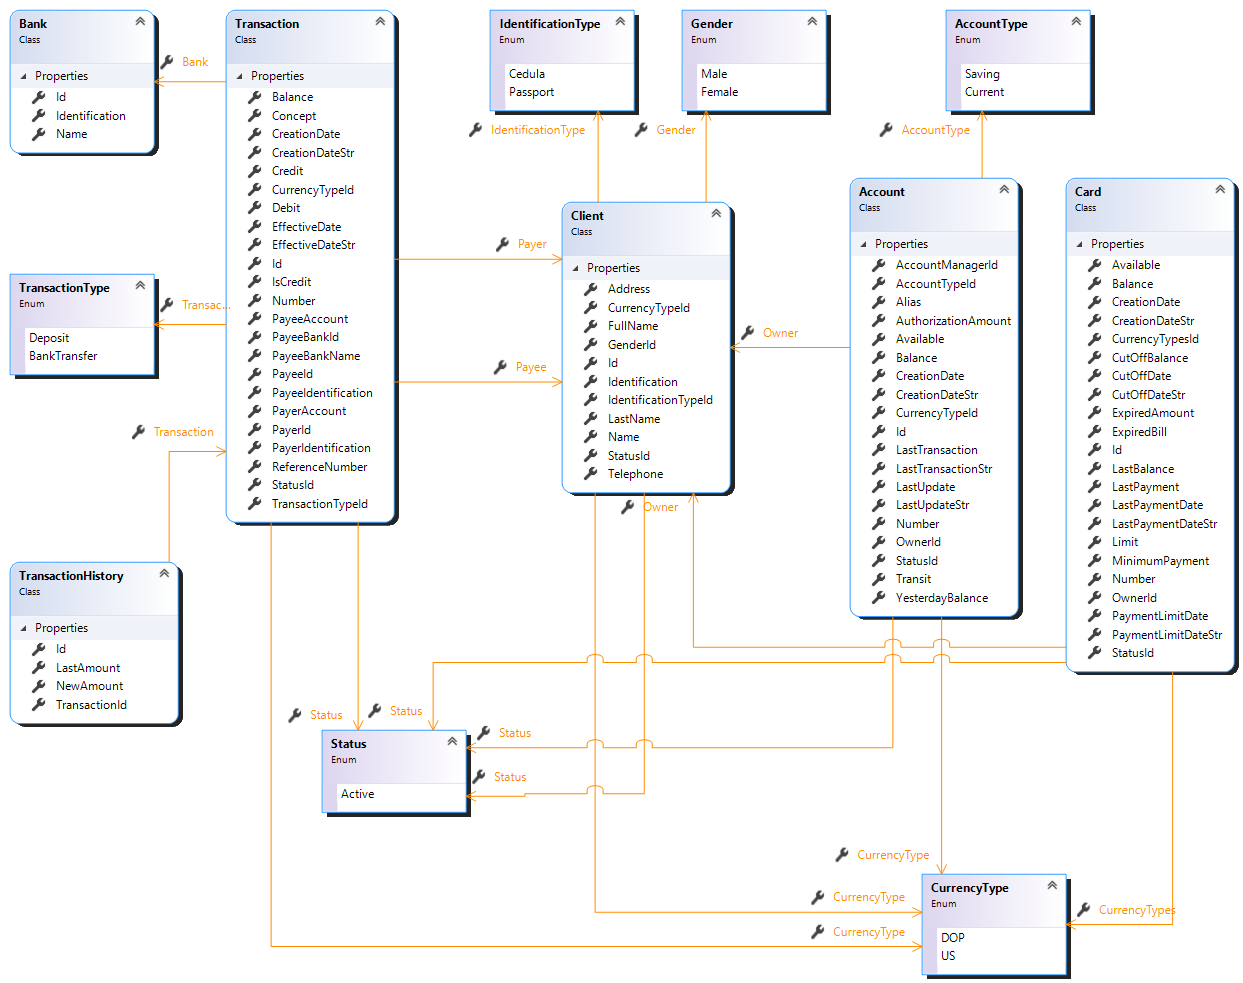 Bank
Class
Properties
Id
Identification
Name
Bank
Transaction
Class
Properties
Balance
Concept
CreationDate
CreationDateStr
Credit
CurrencyTypeId
Debit
EffectiveDate
EffectiveDateStr
Id
IsCredit
Number
PayeeAccount
PayeeBankId
PayeeBankName
PayeeId
PayeeIdentification
PayerAccount
PayerId
PayerIdentification
ReferenceNumber
StatusId
TransactionTypeId
IdentificationType
Enum
Cedula
Passport
IdentificationType
Gender
Enum
Male
Female
Gender
AccountType
Enum
Saving
Current
AccountType
TransactionType
Enum
Deposit
BankTransfer
Transac...
Transaction
Payer
Payee
Client
Class
Properties
Address
CurrencyTypeId
FullName
GenderId
Id
Identification
IdentificationTypeId
LastName
Name
StatusId
Telephone
Owner
Owner
Account
Class
Properties
AccountManagerId
AccountTypeId
Alias
AuthorizationAmount
Available
Balance
CreationDate
CreationDateStr
CurrencyTypeId
Id
LastTransaction
LastTransactionStr
LastUpdate
LastUpdateStr
Number
OwnerId
StatusId
Transit
YesterdayBalance
Card
Class
Properties
Available
Balance
CreationDate
CreationDateStr
CurrencyTypesId
CutOffBalance
CutOffDate
CutOffDateStr
ExpiredAmount
ExpiredBill
Id
LastBalance
LastPayment
LastPaymentDate
LastPaymentDateStr
Limit
MinimumPayment
Number
OwnerId
PaymentLimitDate
PaymentLimitDateStr
StatusId
TransactionHistory
Class
Properties
Id
LastAmount
NewAmount
TransactionId
Status
Status
Status
Status
Status
Enum
Active
CurrencyType
CurrencyType
CurrencyType
CurrencyTypes
CurrencyType
Enum
DOP
US